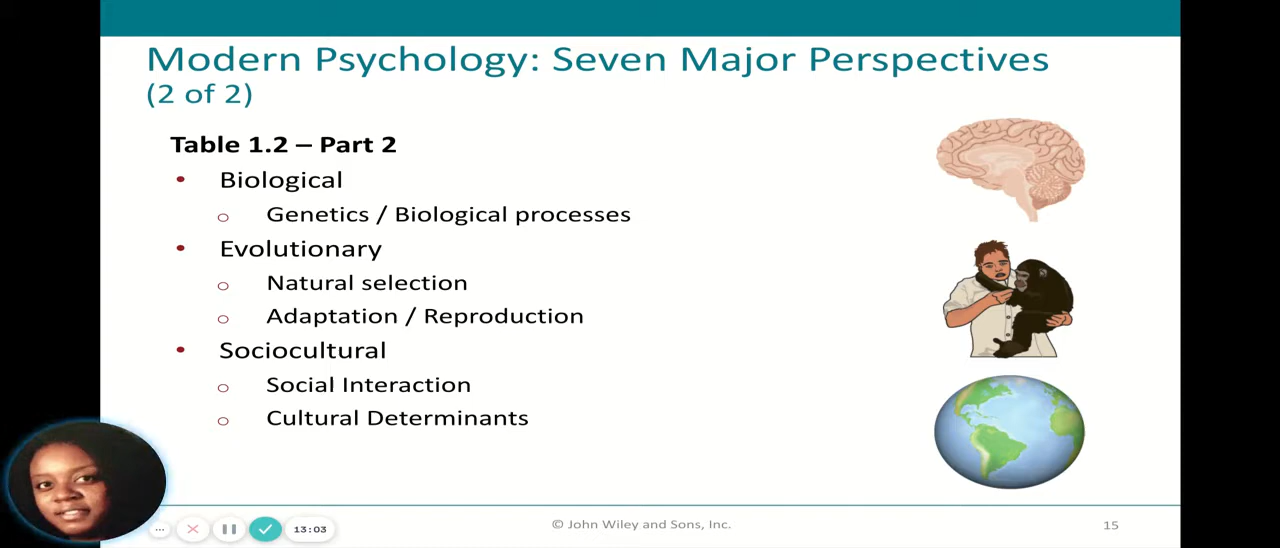 Modern Psychology: Seven Major Perspectives
(2 of 2)
Table 1.2 – Part 2
• Biological
o Genetics / Biological processes
• Evolutionary
o Natural selection
o Adaptation / Reproduction
• Sociocultural
o Social Interaction
o Cultural Determinants
13:03
© John Wiley and Sons, Inc.
15